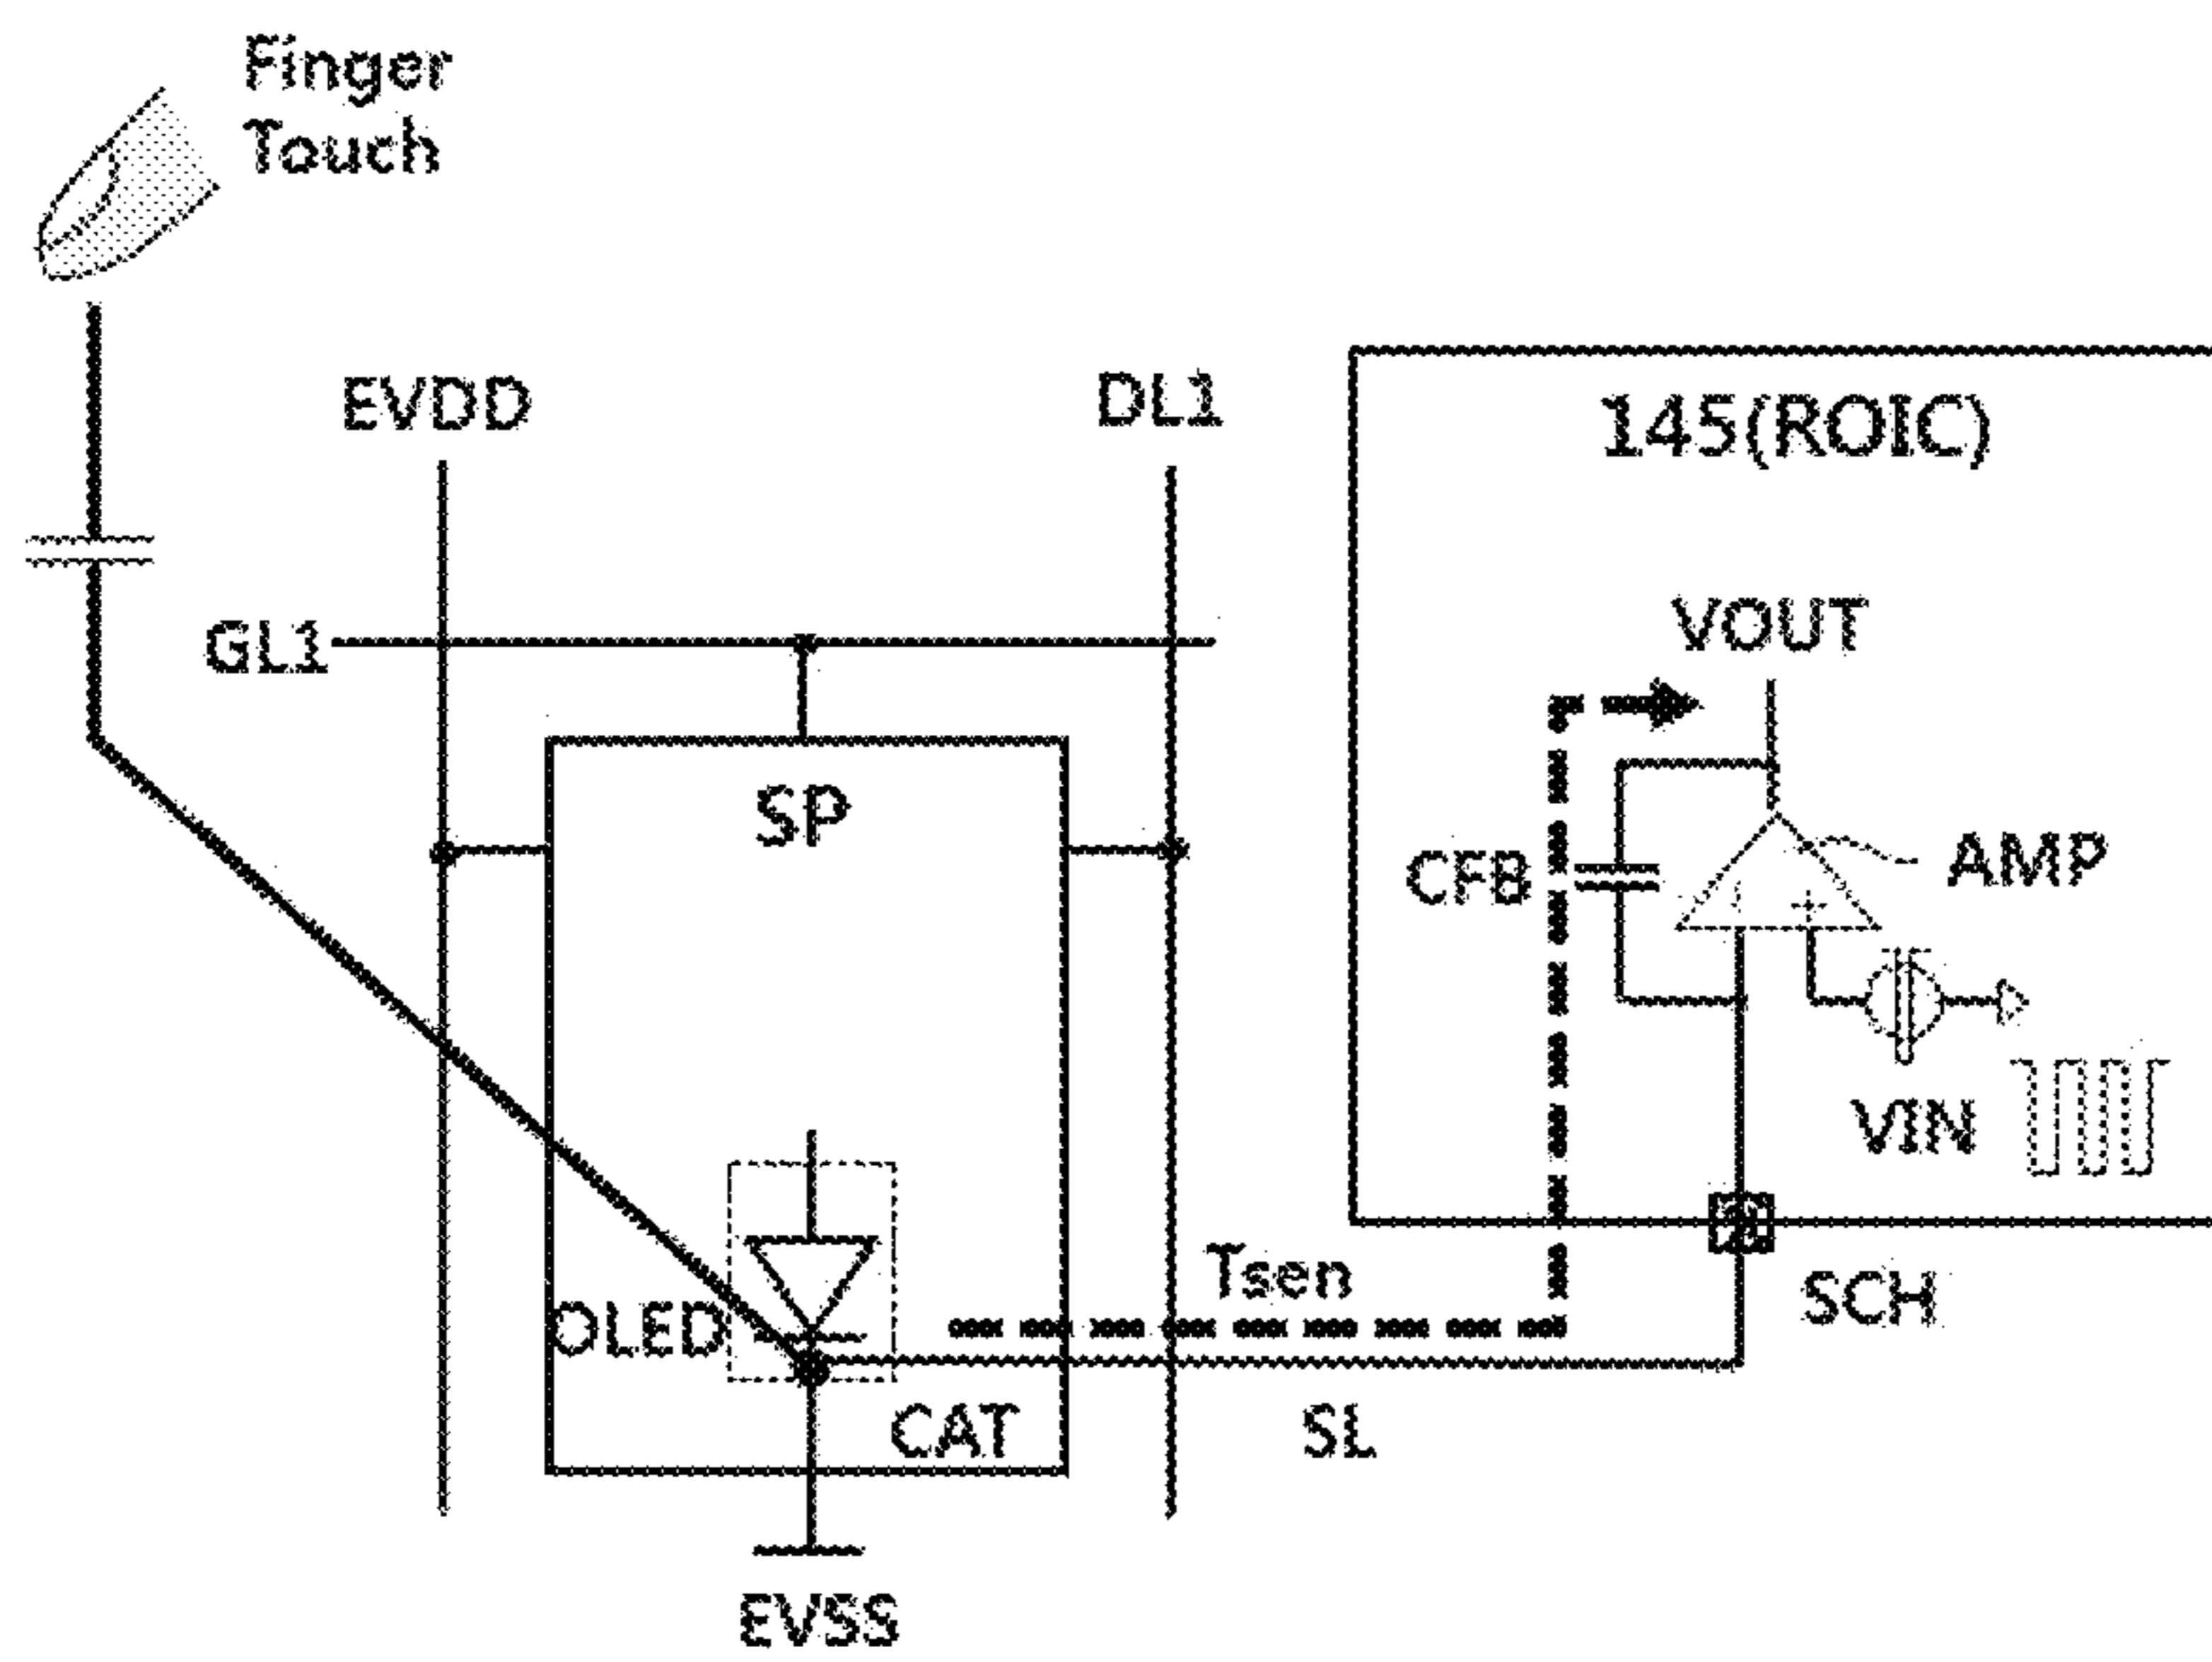 Finger
Touch
EVDD
DL1
145(ROIC)
GL1
VOUT
SP
CFB
AMP
VIN
OLED
Tsen
SCH
CAT
SL
EVSS